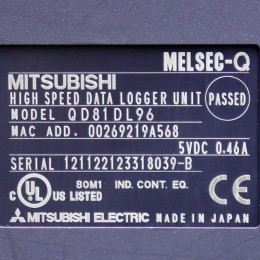 MELSEC-Q
MITSUBISHI
HIGH SPEED DATA LOGGER UNIT
PASSED
MODEL QD81DL96
MAC ADD. 00269219A568
5VDC 0.46A
SERIAL 121122123318039-B
80M1 IND. CONT. EQ.
C UL US LISTED
CE
MITSUBISHI ELECTRIC MADE IN JAPAN